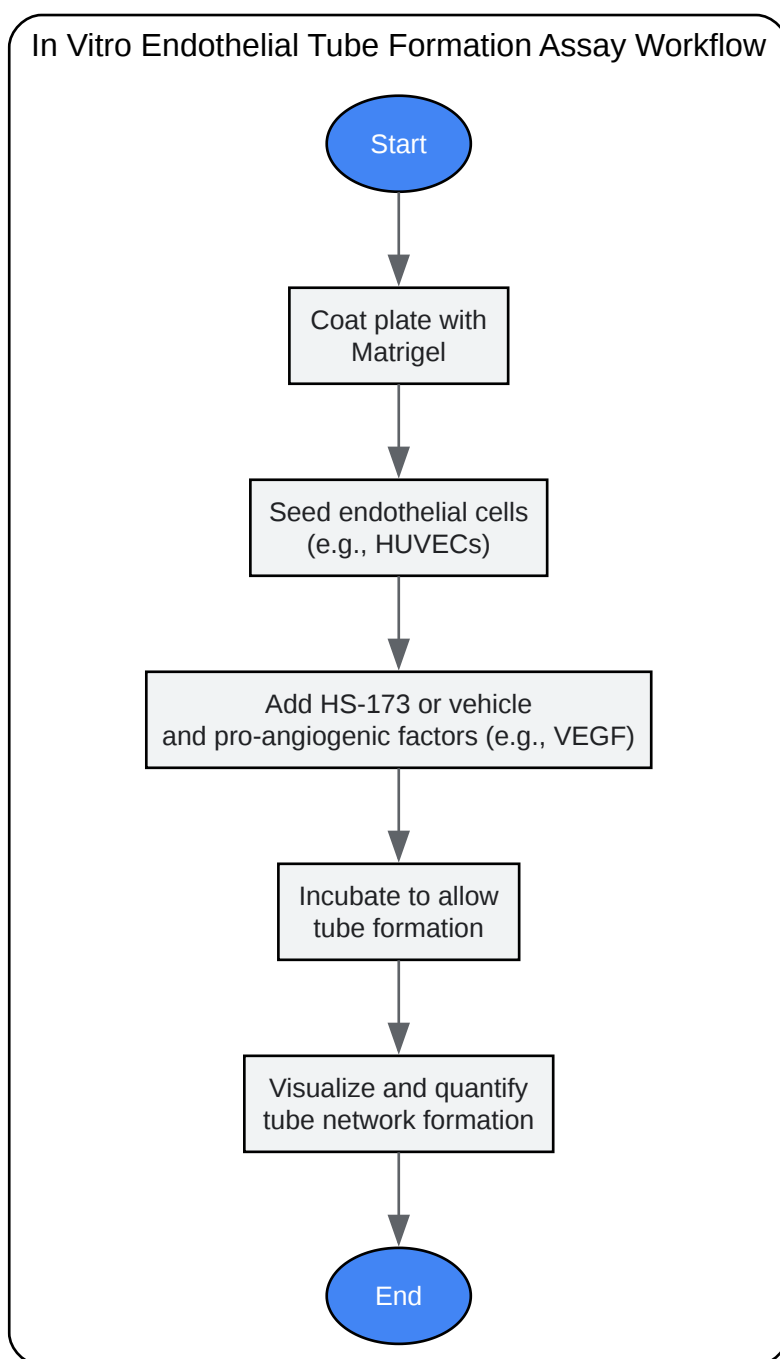 In Vitro Endothelial Tube Formation Assay Workflow
Start
Coat plate with
Matrigel
Seed endothelial cells
(e.g., HUVECs)
Add HS-173 or vehicle
and pro-angiogenic factors (e.g., VEGF)
Incubate to allow
tube formation
Visualize and quantify
tube network formation
End